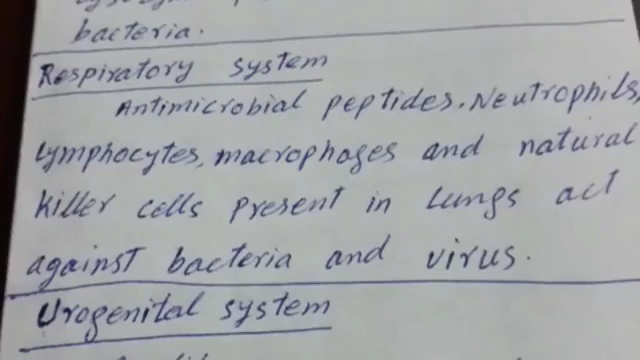 bacteria.
Respiratory system
Antimicrobial peptides. Neutrophils,
lymphocytes, macrophages and natural
killer cells present in lungs act
against bacteria and virus.
Urogenital system